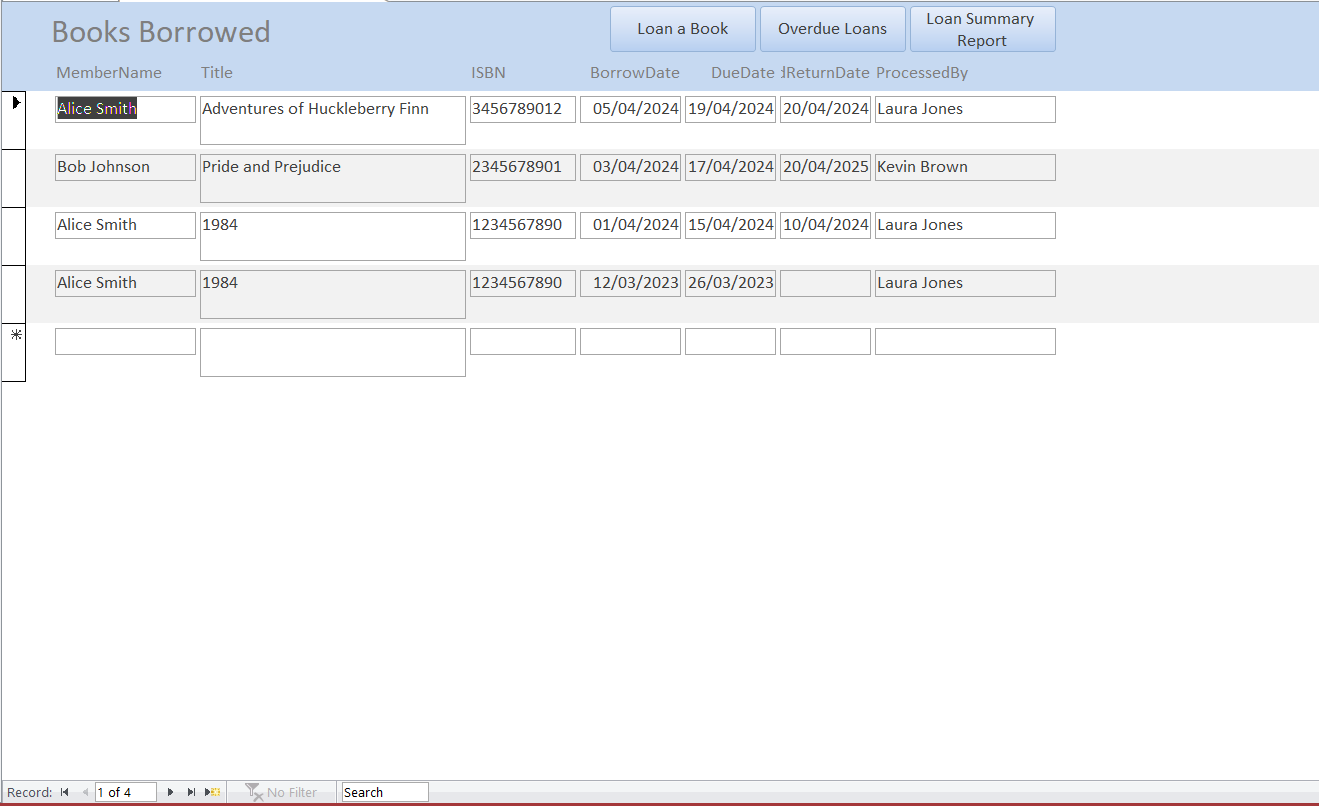 Books Borrowed
Loan a Book
Overdue Loans
Loan Summary
Report
MemberName Title ISBN BorrowDate DueDate lReturnDate ProcessedBy
Alice Smith Adventures of Huckleberry Finn 3456789012 05/04/2024 19/04/2024 20/04/2024 Laura Jones
Bob Johnson Pride and Prejudice 2345678901 03/04/2024 17/04/2024 20/04/2025 Kevin Brown
Alice Smith 1984 1234567890 01/04/2024 15/04/2024 10/04/2024 Laura Jones
Alice Smith 1984 1234567890 12/03/2023 26/03/2023 Laura Jones
Record: 1 of 4 No Filter Search